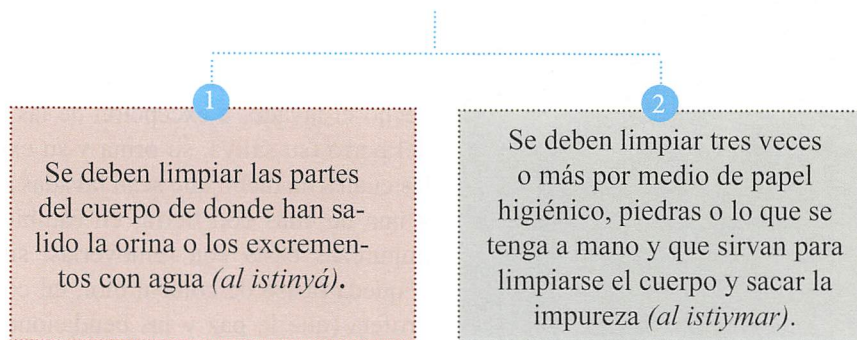 1
Se deben limpiar las partes
del cuerpo de donde han sa-
lido la orina o los excremen-
tos con agua (al istinyá).
2
Se deben limpiar tres veces
o más por medio de papel
higiénico, piedras o lo que se
tenga a mano y que sirvan para
limpiarse el cuerpo y sacar la
impureza (al istiymar).